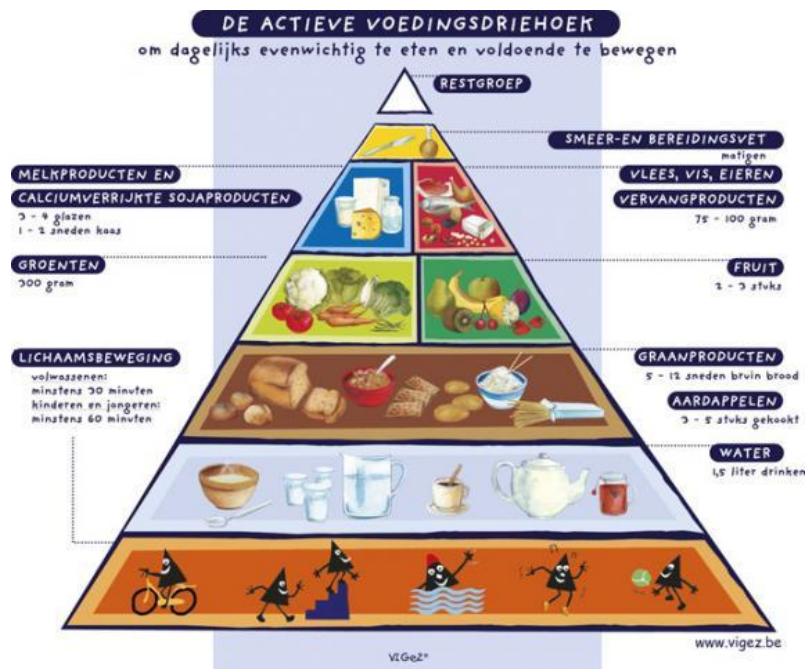 DE ACTIEVE VOEDINGSDRIEHOEK
om dagelijks evenwichtig te eten en voldoende te bewegen
RESTGROEP
SMEER-EN BEREIDINGSVET
matigen
MELKPRODUCTEN EN
CALCIUMVERRIJKTE SOJAPRODUCTEN
3 - 4 glazen
1 - 2 sneden kaas
VLEES, VIS, EIEREN
VERVANGPRODUCTEN
75 - 100 gram
GROENTEN
300 gram
FRUIT
2 - 3 stuks
LICHAAMSBEWEGING
volwassenen:
minstens 30 minuten
kinderen en jongeren:
minstens 60 minuten
GRAANPRODUCTEN
5 - 12 sneden bruin brood
AARDAPPELEN
3 - 5 stuks gekookt
WATER
1,5 liter drinken
www.vigez.be
VIGeZ®